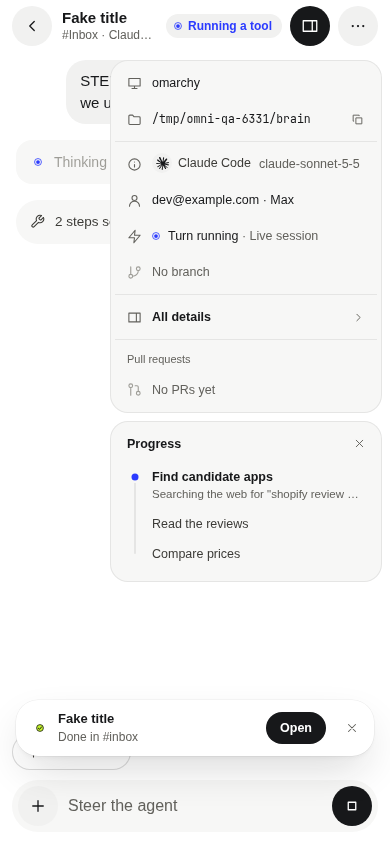 Fake title
#Inbox · Claud…
Running a tool
STE
we u
Thinking
2 steps s
omarchy
/tmp/omni-qa-6331/brain
Claude Code claude-sonnet-5-5
dev@example.com · Max
Turn running · Live session
No branch
All details
Pull requests
No PRs yet
Progress
Find candidate apps
Searching the web for "shopify review …
Read the reviews
Compare prices
Fake title
Done in #inbox
Open
Steer the agent